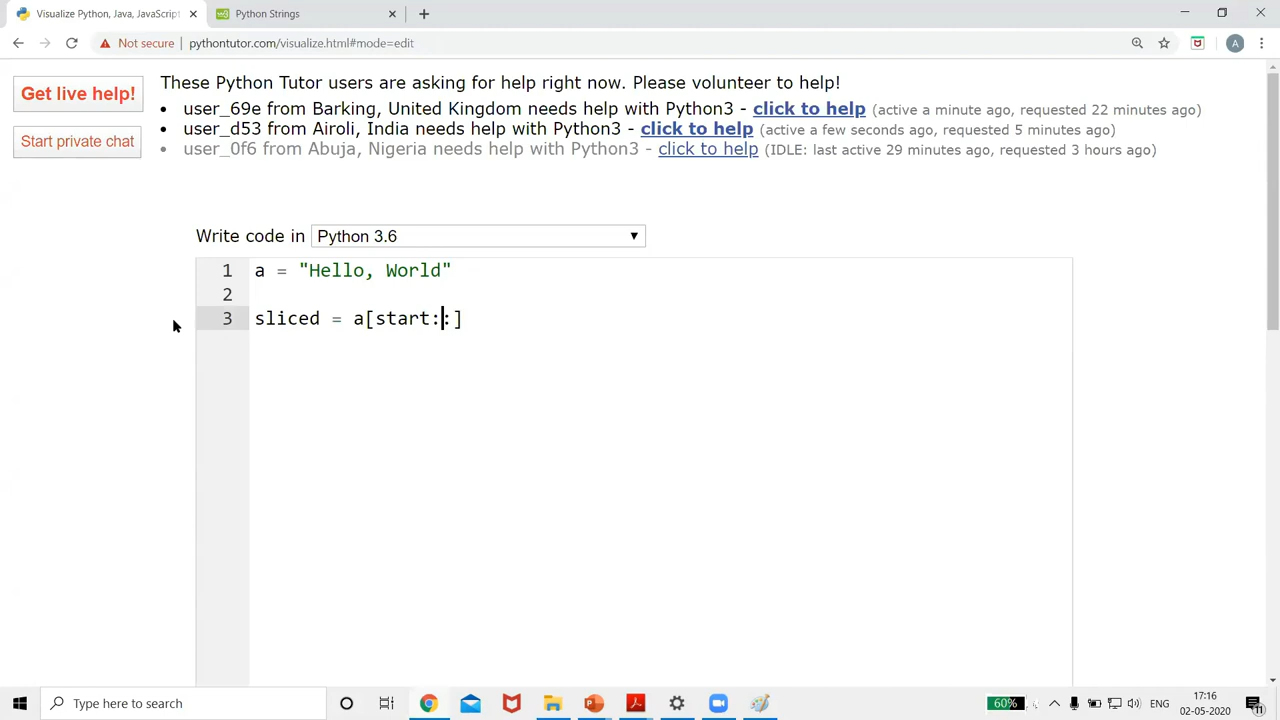 Visualize Python, Java, JavaScript
Python Strings
Not secure
pythontutor.com/visualize.html#mode=edit
A
Get live help!
Start private chat
These Python Tutor users are asking for help right now. Please volunteer to help!
• user_69e from Barking, United Kingdom needs help with Python3 - click to help (active a minute ago, requested 22 minutes ago)
• user_d53 from Airoli, India needs help with Python3 - click to help (active a few seconds ago, requested 5 minutes ago)
• user_0f6 from Abuja, Nigeria needs help with Python3 - click to help (IDLE: last active 29 minutes ago, requested 3 hours ago)
Write code in Python 3.6
1 a = "Hello, World"
2
3 sliced = a[start::]
Type here to search
60%
ENG
17:16
02-05-2020
11